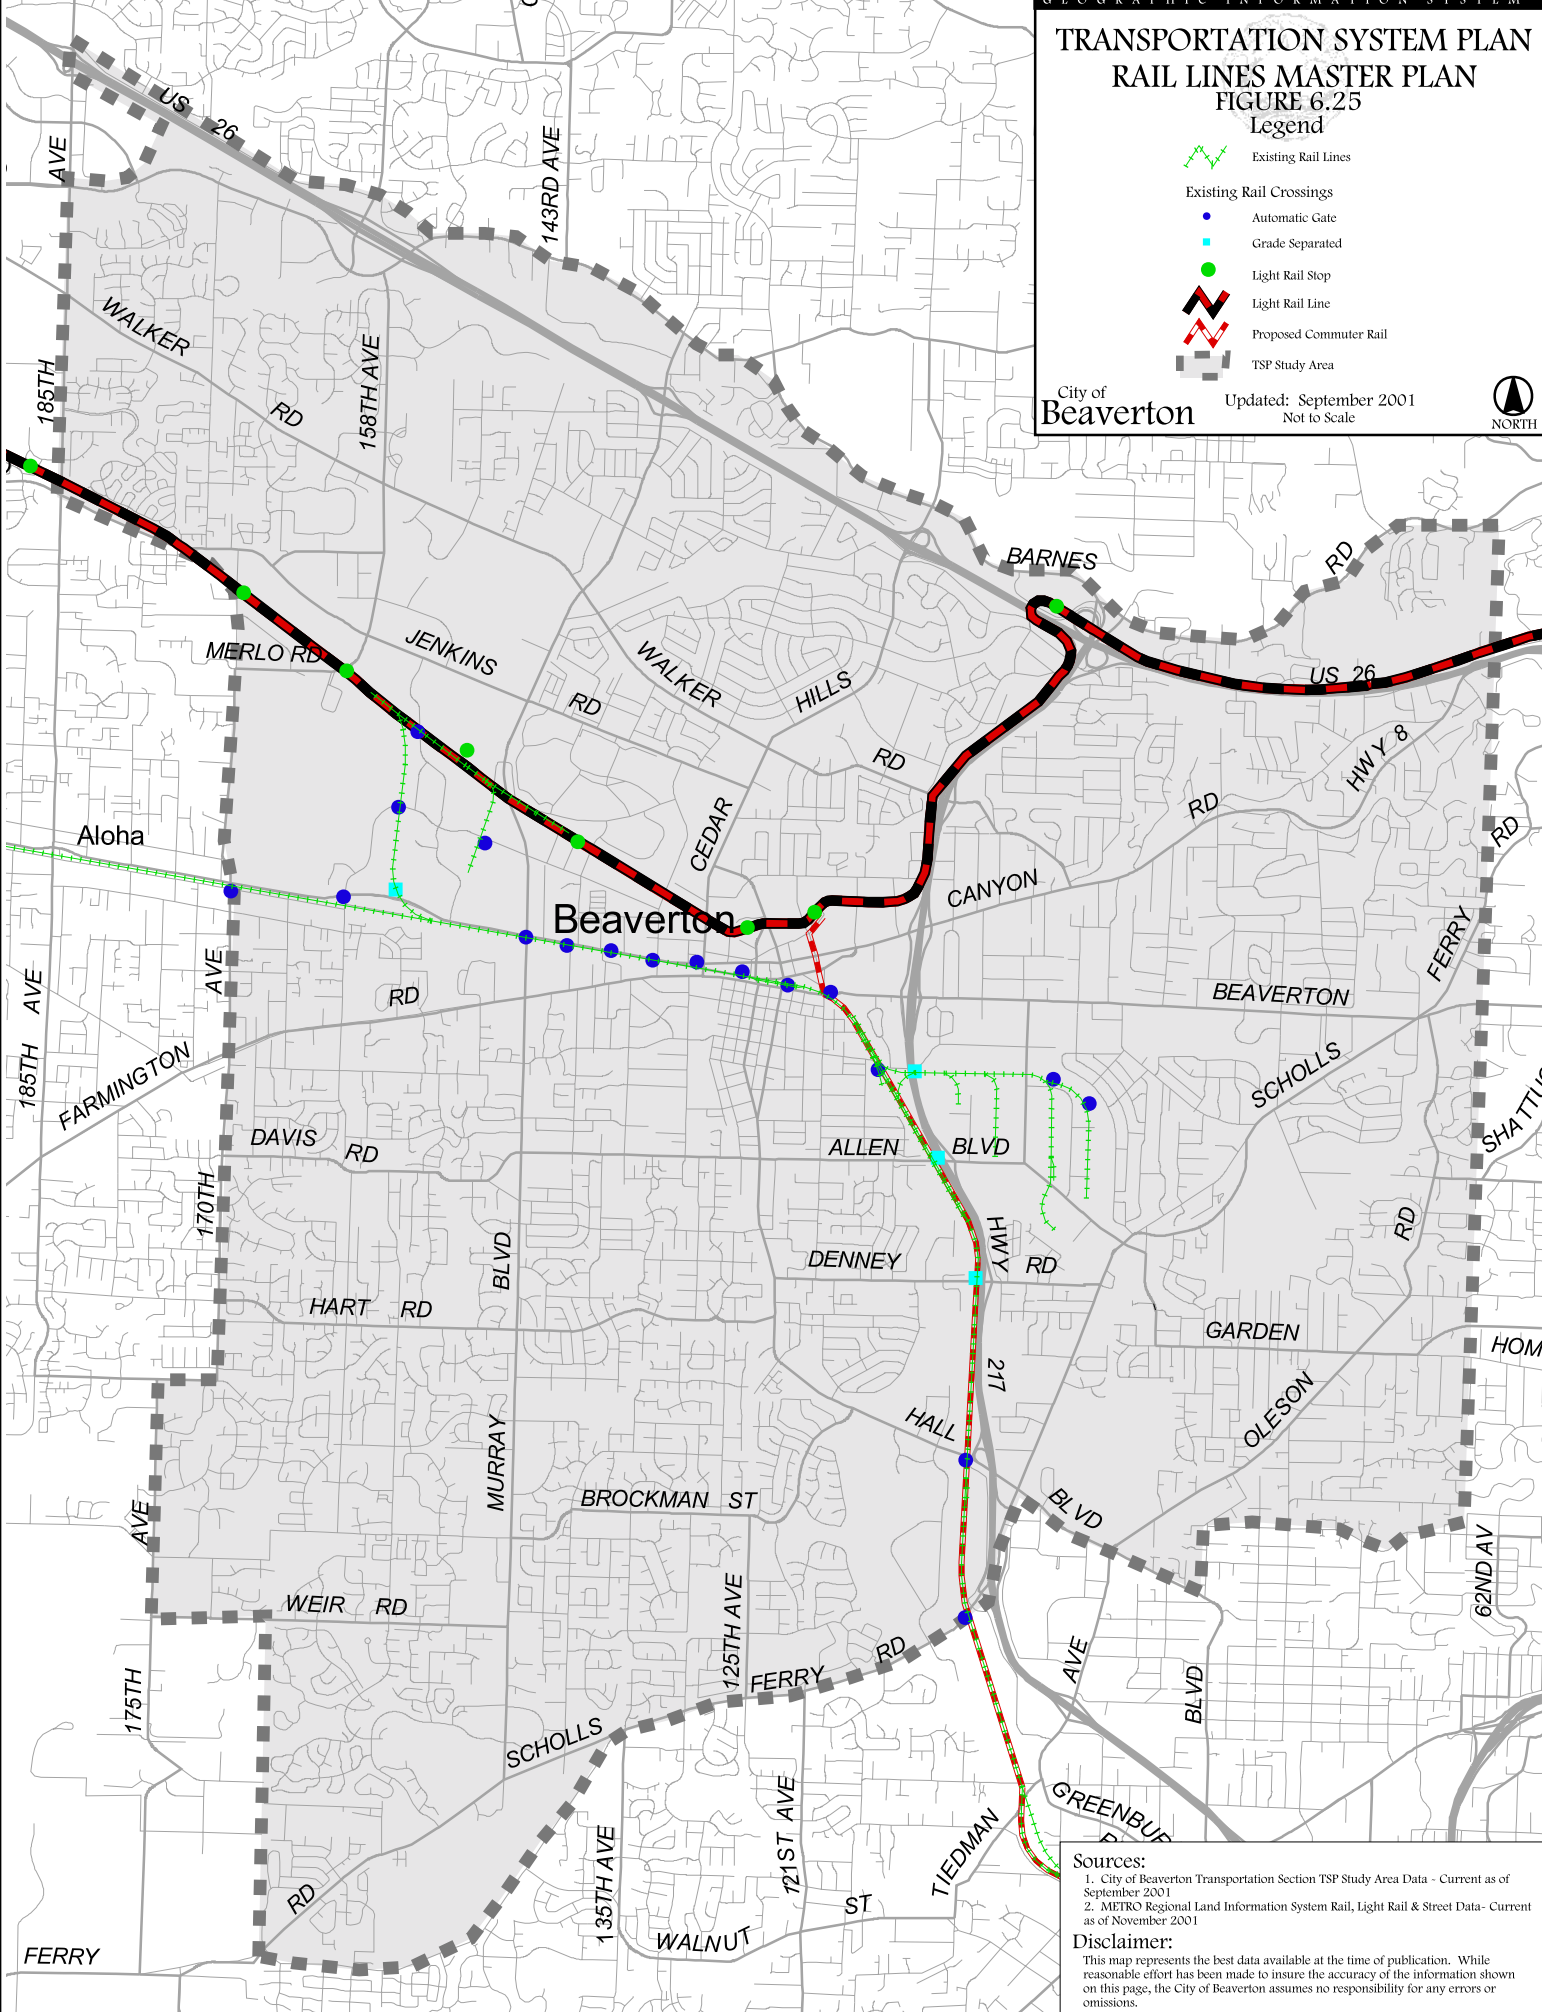 GEOGRAPHIC INFORMATION SYSTEM
TRANSPORTATION SYSTEM PLAN
RAIL LINES MASTER PLAN
FIGURE 6.25
Legend
Existing Rail Lines
Existing Rail Crossings
Automatic Gate
Grade Separated
Light Rail Stop
Light Rail Line
Proposed Commuter Rail
TSP Study Area
City of
Beaverton
Updated: September 2001
Not to Scale
NORTH
US 26
AVE
143RD AVE
WALKER
RD
158TH AVE
185TH
BARNES
RD
MERLO RD
JENKINS
RD
WALKER
RD
HILLS
US 26
HWY 8
RD
CEDAR
Aloha
CANYON
RD
Beaverton
FERRY
AVE
AVE
RD
BEAVERTON
185TH
FARMINGTON
SCHOLLS
DAVIS
RD
ALLEN
BLVD
170TH
RD
BLVD
DENNEY
HWY
RD
HART RD
GARDEN
HOM
217
OLESON
HALL
MURRAY
BROCKMAN ST
BLVD
AVE
62ND AV
WEIR RD
125TH AVE
FERRY
RD
AVE
BLVD
175TH
SCHOLLS
GREENBUR
121ST AVE
TIEDMAN
135TH AVE
RD
ST
WALNUT
FERRY
Sources:
1. City of Beaverton Transportation Section TSP Study Area Data - Current as of
September 2001
2. METRO Regional Land Information System Rail, Light Rail & Street Data- Current
as of November 2001
Disclaimer:
This map represents the best data available at the time of publication. While
reasonable effort has been made to insure the accuracy of the information shown
on this page, the City of Beaverton assumes no responsibility for any errors or
omissions.